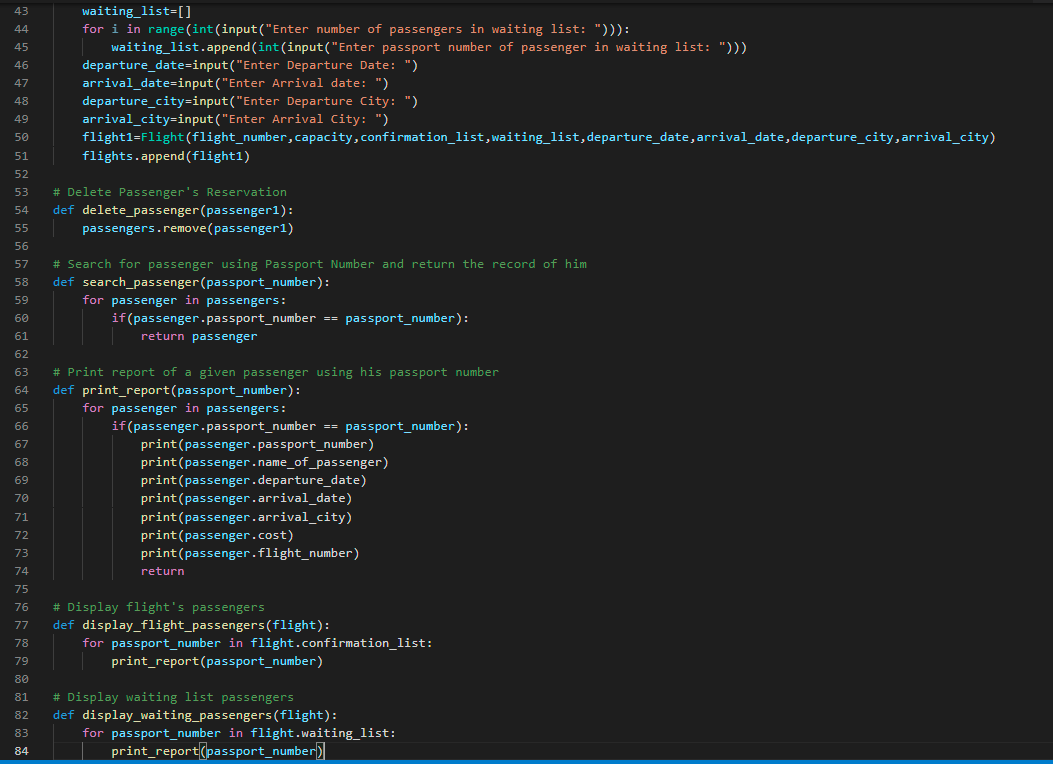 43 waiting_list=[]
44 for i in range(int(input("Enter number of passengers in waiting list: "))):
45 waiting_list.append(int(input("Enter passport number of passenger in waiting list: ")))
46 departure_date=input("Enter Departure Date: ")
47 arrival_date=input("Enter Arrival date: ")
48 departure_city=input("Enter Departure City: ")
49 arrival_city=input("Enter Arrival City: ")
50 flight1=Flight(flight_number,capacity,confirmation_list,waiting_list,departure_date,arrival_date,departure_city,arrival_city)
51 flights.append(flight1)
52
53 # Delete Passenger's Reservation
54 def delete_passenger(passenger1):
55 passengers.remove(passenger1)
56
57 # Search for passenger using Passport Number and return the record of him
58 def search_passenger(passport_number):
59 for passenger in passengers:
60 if(passenger.passport_number == passport_number):
61 return passenger
62
63 # Print report of a given passenger using his passport number
64 def print_report(passport_number):
65 for passenger in passengers:
66 if(passenger.passport_number == passport_number):
67 print(passenger.passport_number)
68 print(passenger.name_of_passenger)
69 print(passenger.departure_date)
70 print(passenger.arrival_date)
71 print(passenger.arrival_city)
72 print(passenger.cost)
73 print(passenger.flight_number)
74 return
75
76 # Display flight's passengers
77 def display_flight_passengers(flight):
78 for passport_number in flight.confirmation_list:
79 print_report(passport_number)
80
81 # Display waiting list passengers
82 def display_waiting_passengers(flight):
83 for passport_number in flight.waiting_list:
84 print_report(passport_number)